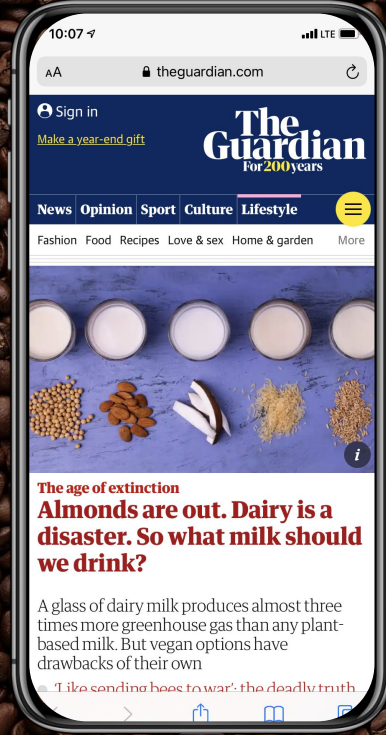 10:07
LTE
AA
theguardian.com
Sign in
Make a year-end gift
The
Guardian
For 200 years
News Opinion Sport Culture Lifestyle
Fashion Food Recipes Love & sex Home & garden More
i
The age of extinction
Almonds are out. Dairy is a
disaster. So what milk should
we drink?
A glass of dairy milk produces almost three
times more greenhouse gas than any plant-
based milk. But vegan options have
drawbacks of their own
'Like sending bees to war': the deadly truth